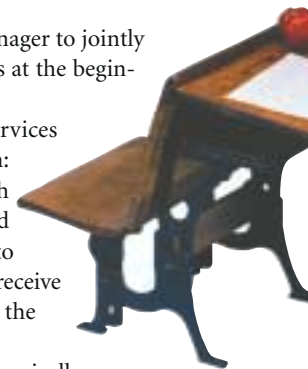 nager to jointly
s at the begin-
rvices
n:
h
d
to
receive
the